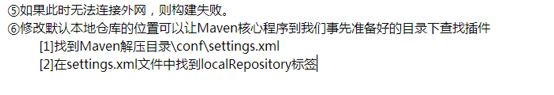 ⑤如果此时无法连接外网，则构建失败。
⑥修改默认本地仓库的位置可以让Maven核心程序到我们事先准备好的目录下查找插件
[1]找到Maven解压目录\conf\settings.xml
[2]在settings.xml文件中找到localRepository标签